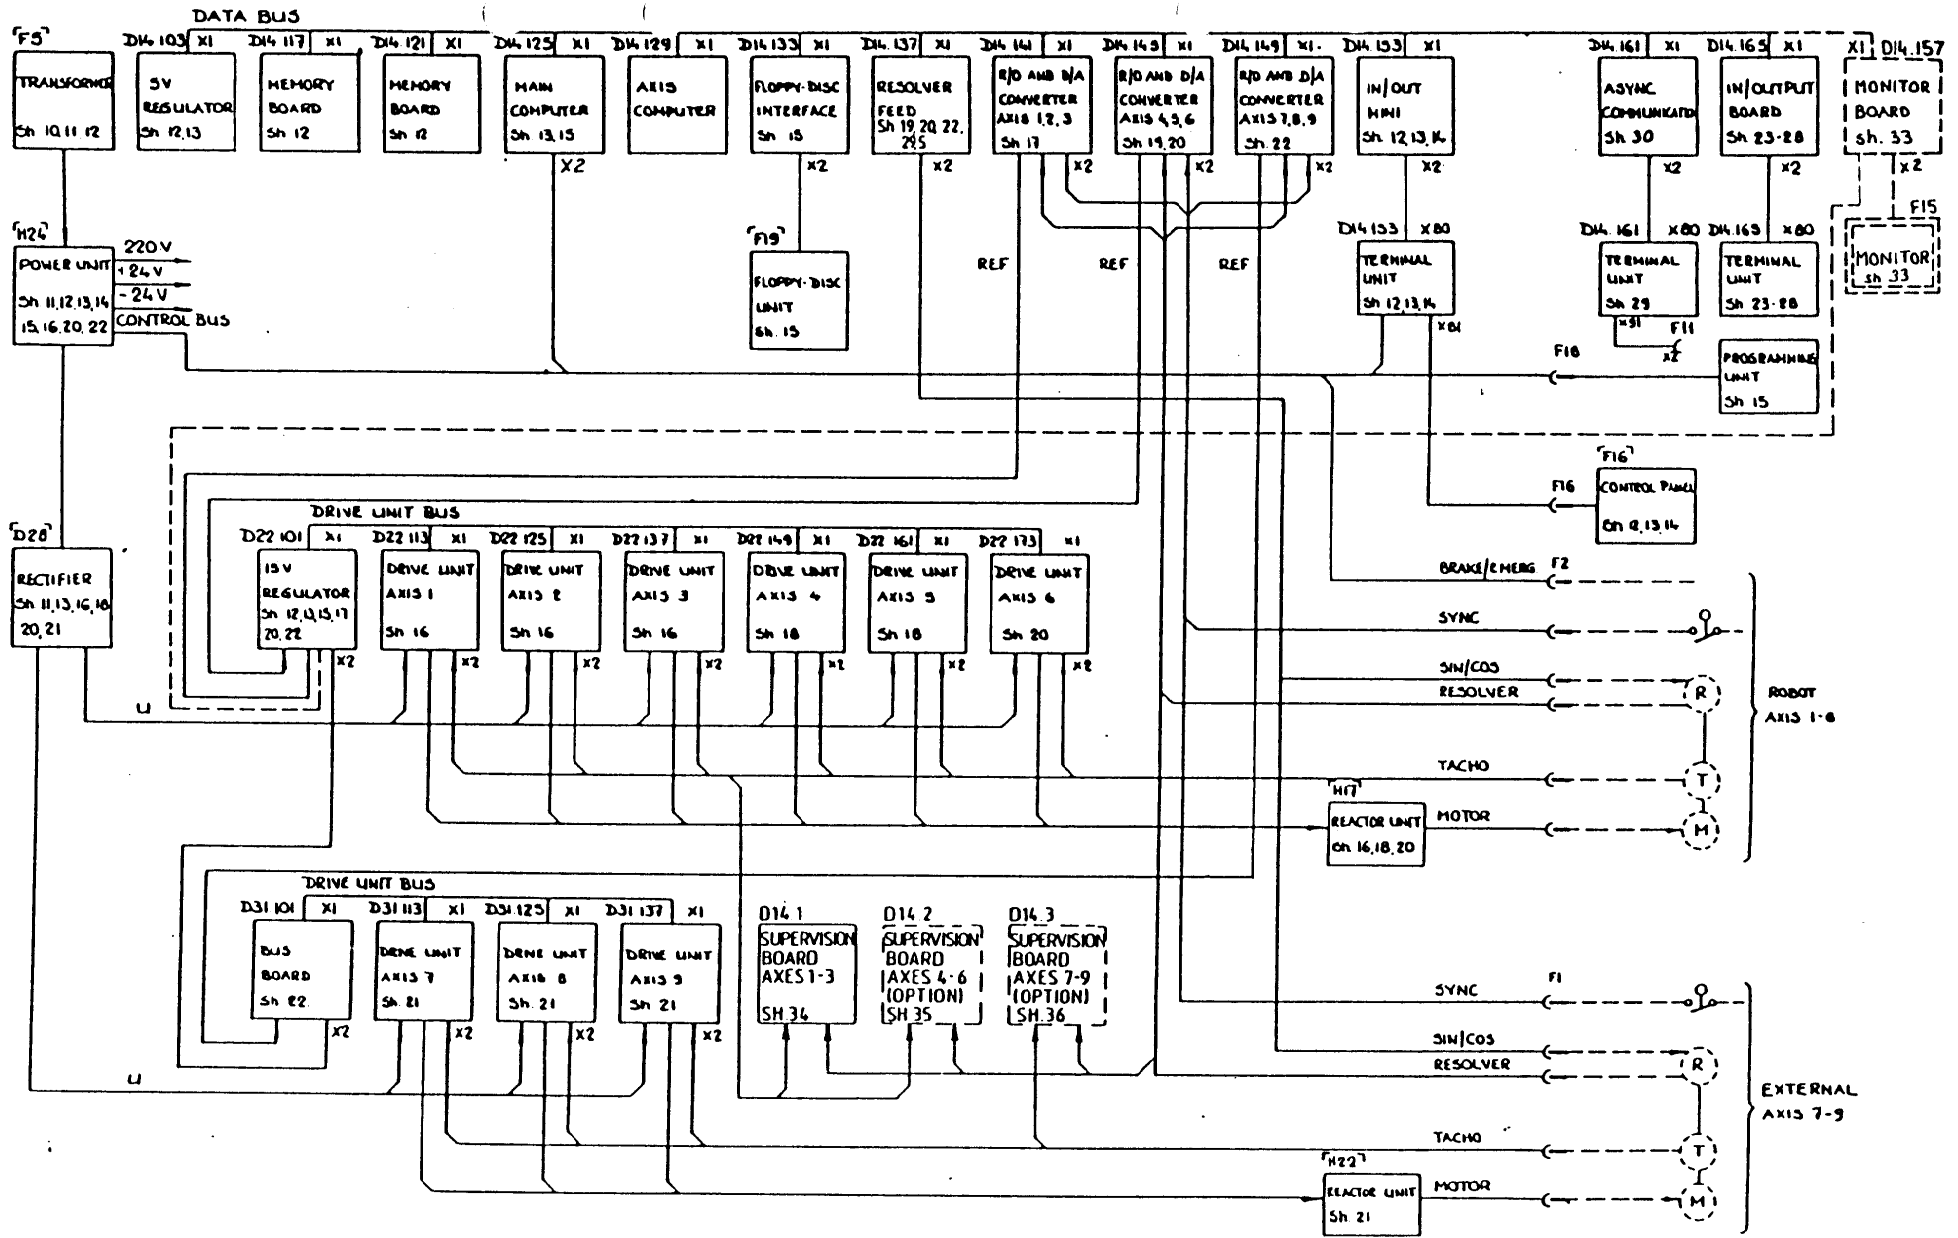 DATA BUS
F5
TRANSFORMER
Sh 10,11,12
D14 103 X1
5V
REGULATOR
Sh 12,13
D14 117 X1
MEMORY
BOARD
Sh 12
D14.121 X1
MEMORY
BOARD
Sh 12
D14 125 X1
MAIN
COMPUTER
Sh 13,15
X2
D14 129 X1
AXIS
COMPUTER
D14 133 X1
FLOPPY-DISC
INTERFACE
Sh 15
X2
D14.137 X1
RESOLVER
FEED
Sh 19,20,22,
X2
D14 141 X1
R/D AND D/A
CONVERTER
AXIS 1,2,3
Sh 17
X2
D14.145 X1
R/D AND D/A
CONVERTER
AXIS 4,5,6
Sh 19,20
X2
D14 149 X1
R/D AND D/A
CONVERTER
AXIS 7,8,9
Sh. 22
X2
D14.153 X1
IN/OUT
MINI
Sh 12,13,14
X2
D14.161 X1
ASYNC
COMMUNICATIO
Sh 30
X2
D14.165 X1
IN/OUTPUT
BOARD
Sh 23-28
X2
X1 D14.157
MONITOR
BOARD
sh. 33
X2
H24
POWER UNIT
Sh 11,12,13,14
15,16,20,22
220V
+24V
-24V
CONTROL BUS
F19
FLOPPY-DISC
UNIT
Sh. 15
REF
REF
REF
D14 153 X80
TERMINAL
UNIT
Sh 12,13,14
X81
D14.161 X80
TERMINAL
UNIT
Sh 29
X91
F11
X2
D14.165 X80
TERMINAL
UNIT
Sh 23-28
F15
MONITOR
sh 33
F18
PROGRAMMING
UNIT
Sh 15
F16
F16
CONTROL PANEL
Sh 12,13,14
D28
RECTIFIER
Sh 11,13,16,18
20,21
DRIVE UNIT BUS
D22 101 X1
15V
REGULATOR
Sh 12,13,15,17
20,22
X2
D22 113 X1
DRIVE UNIT
AXIS 1
Sh 16
X2
D22 125 X1
DRIVE UNIT
AXIS 2
Sh 16
X2
D22 137 X1
DRIVE UNIT
AXIS 3
Sh 16
X2
D22 149 X1
DRIVE UNIT
AXIS 4
Sh 18
X2
D22 161 X1
DRIVE UNIT
AXIS 5
Sh 18
X2
D22 173 X1
DRIVE UNIT
AXIS 6
Sh 20
X2
U
BRAKE/EMERG F2
SYNC
SIN/COS
RESOLVER
R
TACHO
T
H17
REACTOR UNIT
Sh 16,18,20
MOTOR
M
ROBOT
AXIS 1-6
DRIVE UNIT BUS
D31 101 X1
BUS
BOARD
Sh 22
X2
D31 113 X1
DRIVE UNIT
AXIS 7
Sh. 21
X2
D31.125 X1
DRIVE UNIT
AXIS 8
Sh. 21
X2
D31 137 X1
DRIVE UNIT
AXIS 9
Sh 21
X2
U
D14.1
SUPERVISION
BOARD
AXES 1-3
SH.34
D14.2
SUPERVISION
BOARD
AXES 4-6
(OPTION)
SH 35
D14.3
SUPERVISION
BOARD
AXES 7-9
(OPTION)
SH.36
SYNC F1
SIN/COS
RESOLVER
R
TACHO
T
H22
REACTOR UNIT
Sh. 21
MOTOR
M
EXTERNAL
AXIS 7-9